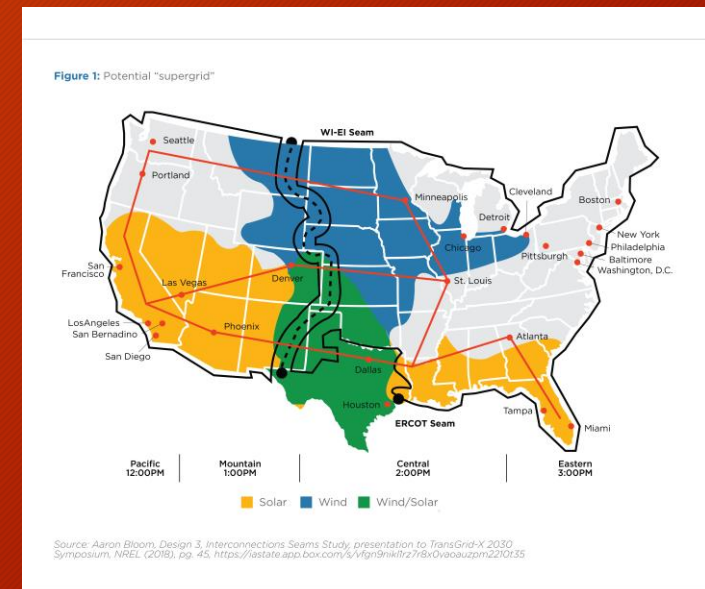 Figure 1: Potential "supergrid"
WI-EI Seam
Seattle
Portland
Minneapolis
Cleveland
Detroit
Boston
Chicago
New York
Philadelphia
Pittsburgh
Baltimore
Washington, D.C.
San
Francisco
Las Vegas
Denver
St. Louis
LosAngeles
San Bernadino
Phoenix
San Diego
Atlanta
Dallas
Houston
ERCOT Seam
Tampa
Miami
Pacific
12:00PM
Mountain
1:00PM
Central
2:00PM
Eastern
3:00PM
Solar
Wind
Wind/Solar
Source: Aaron Bloom, Design 3, Interconnections Seams Study, presentation to TransGrid-X 2030
Symposium, NREL (2018), pg. 45,